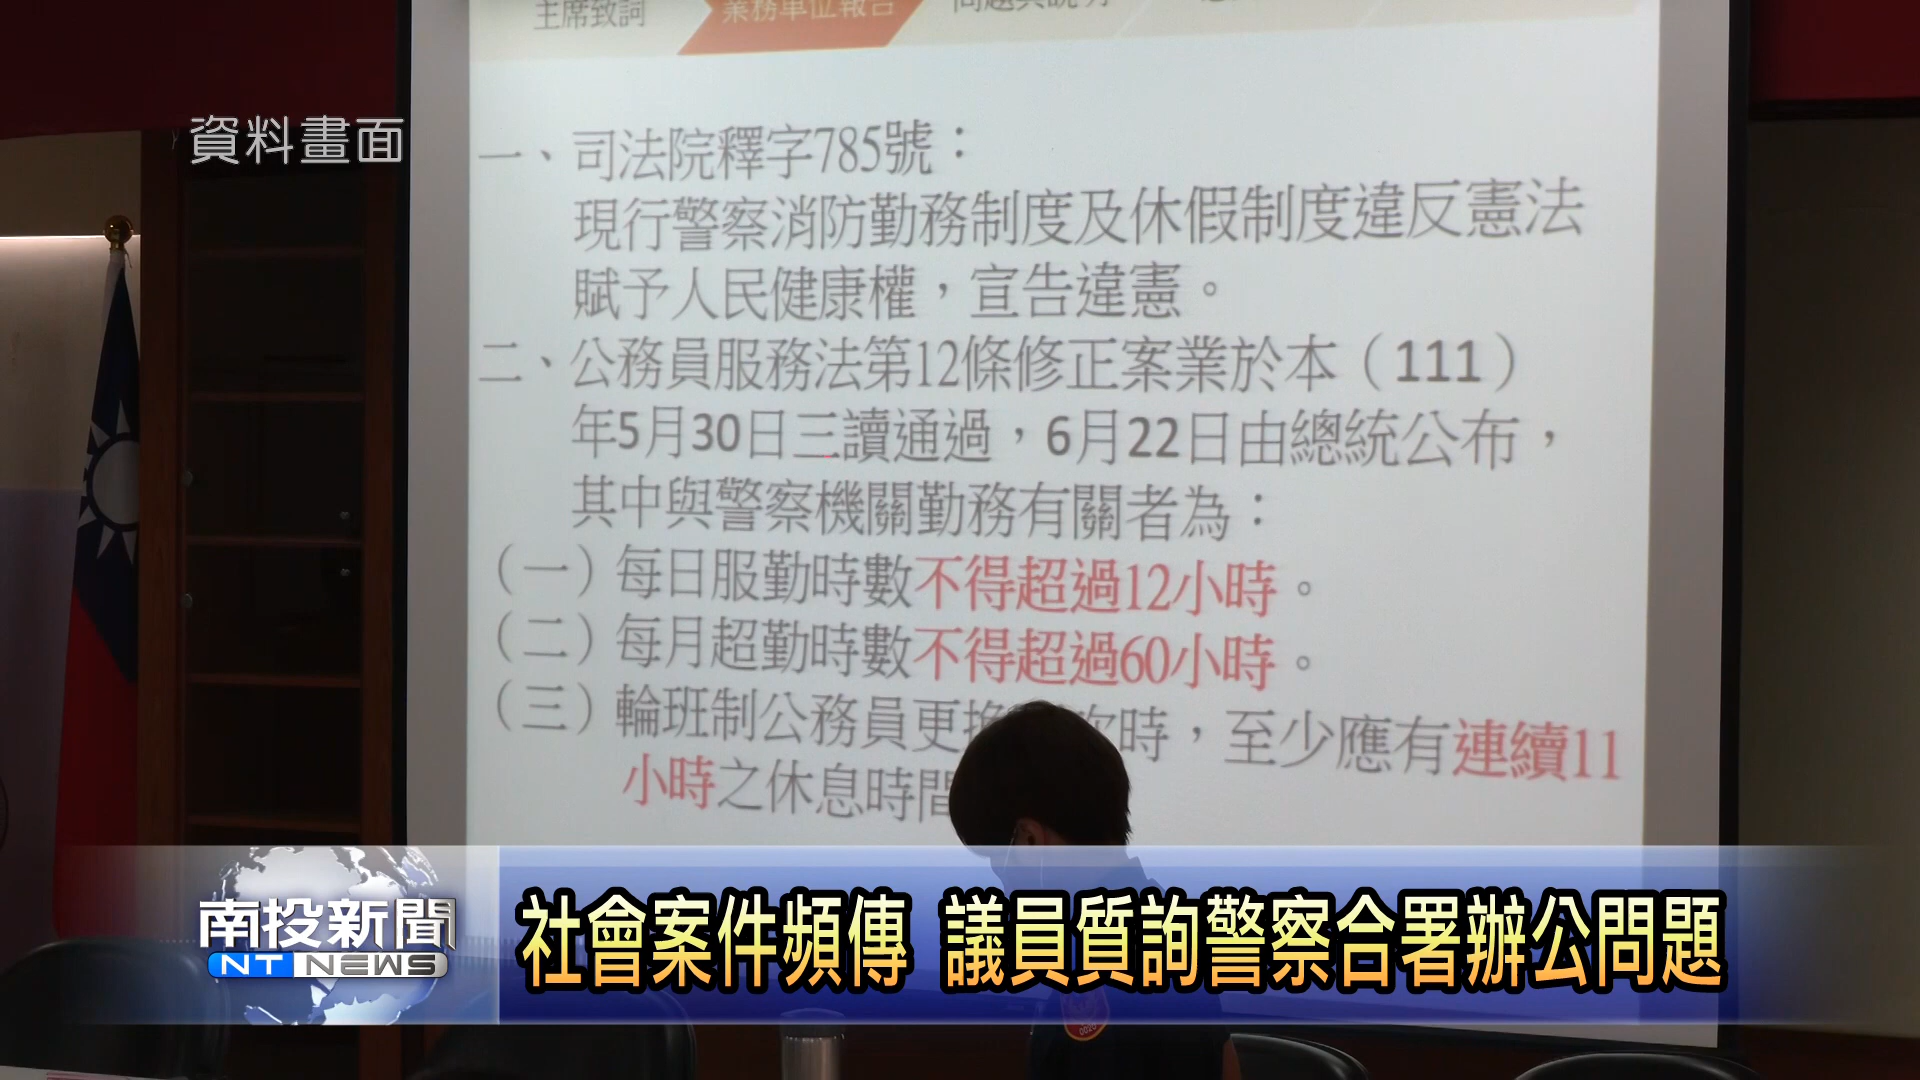 主席致詞
業務單位報告
資料畫面
一、司法院釋字785號：
現行警察消防勤務制度及休假制度違反憲法
賦予人民健康權，宣告違憲。
二、公務員服務法第12條修正案業於本（111）
年5月30日三讀通過，6月22日由總統公布，
其中與警察機關勤務有關者為：
（一）每日服勤時數不得超過12小時。
（二）每月超勤時數不得超過60小時。
（三）輪班制公務員更換 時，至少應有連續11
小時之休息時間
南投新聞
NT NEWS
社會案件頻傳 議員質詢警察合署辦公問題